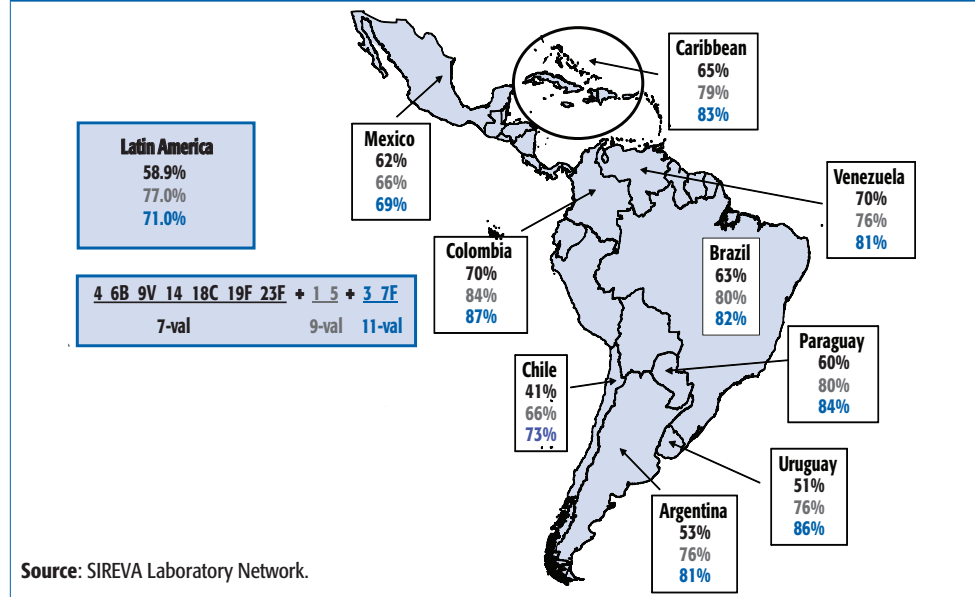 Caribbean
65%
79%
83%
Latin America
58.9%
77.0%
71.0%
Mexico
62%
66%
69%
Venezuela
70%
76%
81%
Colombia
70%
84%
87%
Brazil
63%
80%
82%
4 6B 9V 14 18C 19F 23F + 1 5 + 3 7F
7-val 9-val 11-val
Paraguay
60%
80%
84%
Chile
41%
66%
73%
Uruguay
51%
76%
86%
Argentina
53%
76%
81%
Source: SIREVA Laboratory Network.